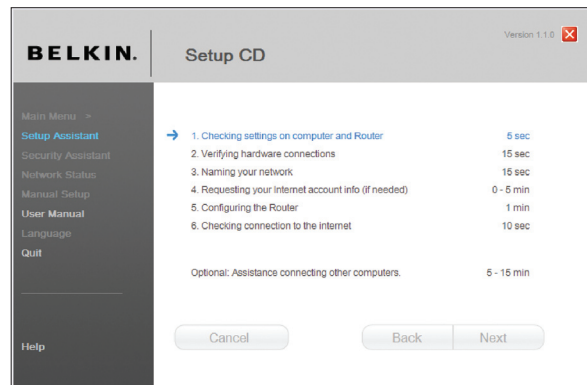 BELKIN.
Setup CD
Version 1.1.0
Main Menu >
Setup Assistant
Security Assistant
Network Status
Manual Setup
User Manual
Language
Quit
Help
1. Checking settings on computer and Router 5 sec
2. Verifying hardware connections 15 sec
3. Naming your network 15 sec
4. Requesting your Internet account info (if needed) 0 - 5 min
5. Configuring the Router 1 min
6. Checking connection to the internet 10 sec
Optional: Assistance connecting other computers. 5 - 15 min
Cancel
Back
Next